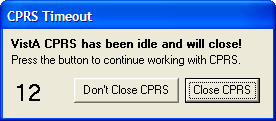 CPRS Timeout
VistA CPRS has been idle and will close!
Press the button to continue working with CPRS.
12
Don't Close CPRS
Close CPRS